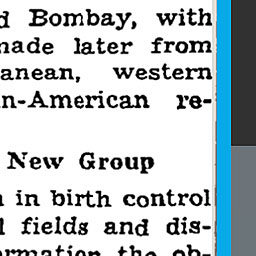 d Bombay, with
made later from
anean, western
n-American re-
New Group
n in birth control
l fields and dis-
ormation the ob-